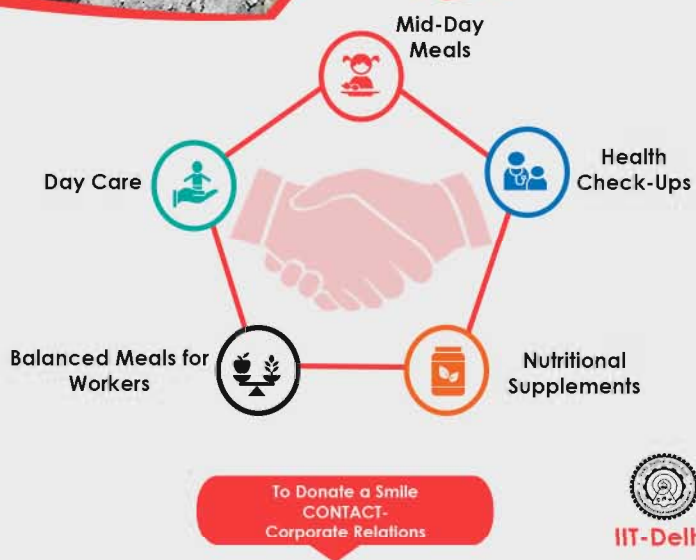 Mid-Day
Meals
Health
Check-Ups
Day Care
Balanced Meals for
Workers
Nutritional
Supplements
To Donate a Smile
CONTACT-
Corporate Relations
IIT-Delh